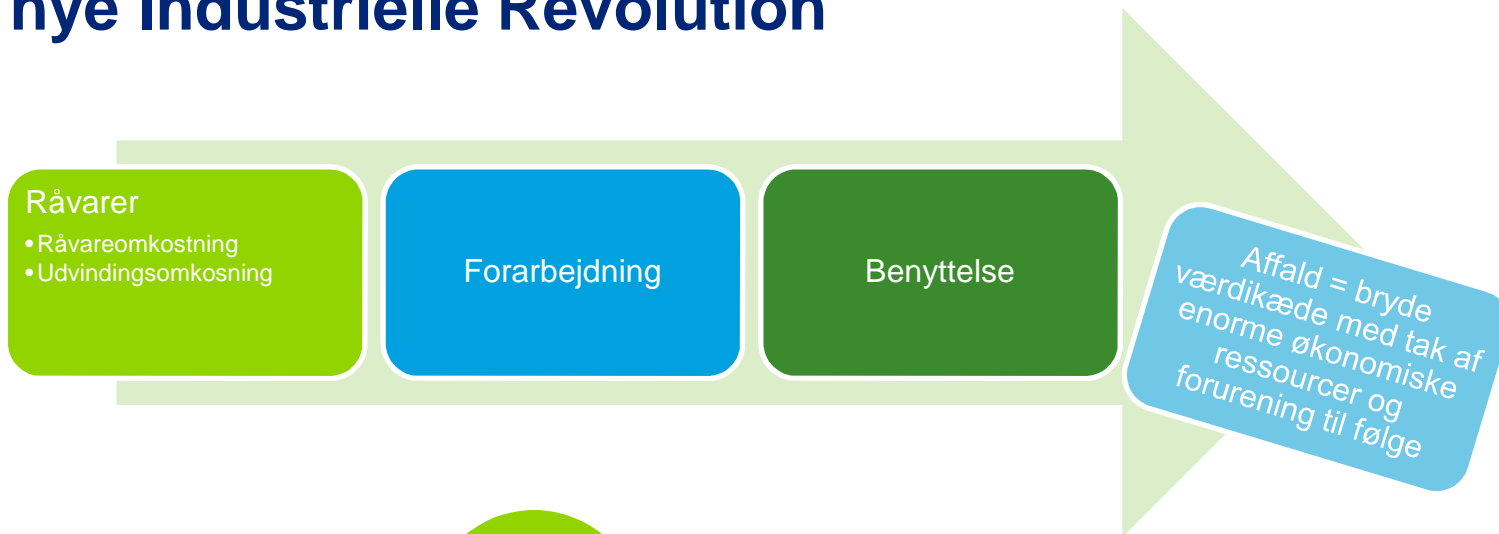 nye Industrielle Revolution
Råvarer
•Råvareomkostning
•Udvindingsomkosning
Forarbejdning
Benyttelse
Affald = bryde
værdikæde med tak af
enorme økonomiske
ressourcer og
forurening til følge